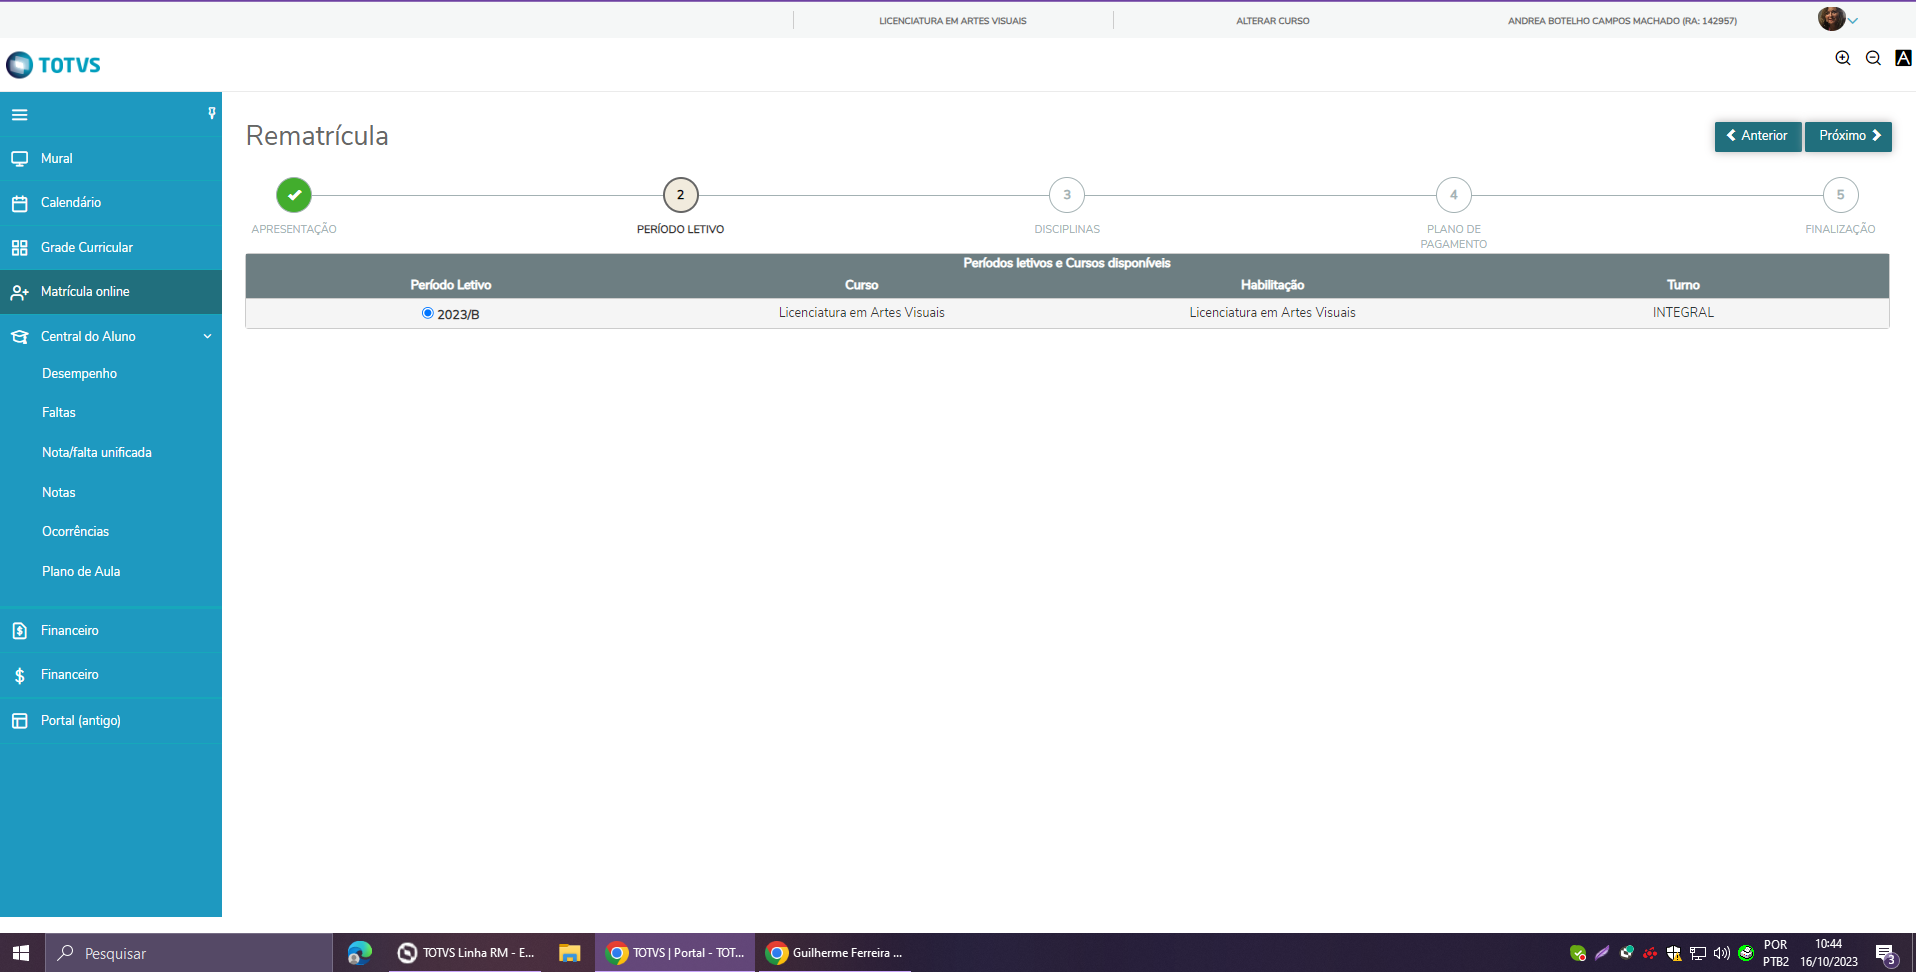 LICENCIATURA EM ARTES VISUAIS
ALTERAR CURSO
ANDREA BOTELHO CAMPOS MACHADO (RA: 142957)
TOTVS
A
Rematrícula
Anterior
Próximo
Mural
Calendário
Grade Curricular
Matrícula online
Central do Aluno
Desempenho
Faltas
Nota/falta unificada
Notas
Ocorrências
Plano de Aula
Financeiro
Financeiro
Portal (antigo)
2
3
4
5
APRESENTAÇÃO
PERÍODO LETIVO
DISCIPLINAS
PLANO DE
PAGAMENTO
FINALIZAÇÃO
Períodos letivos e Cursos disponíveis
Período Letivo Curso Habilitação Turno
2023/B Licenciatura em Artes Visuais Licenciatura em Artes Visuais INTEGRAL
Pesquisar
TOTVS Linha RM - E...
TOTVS | Portal - TOT...
Guilherme Ferreira ...
POR
PTB2
10:44
16/10/2023
3